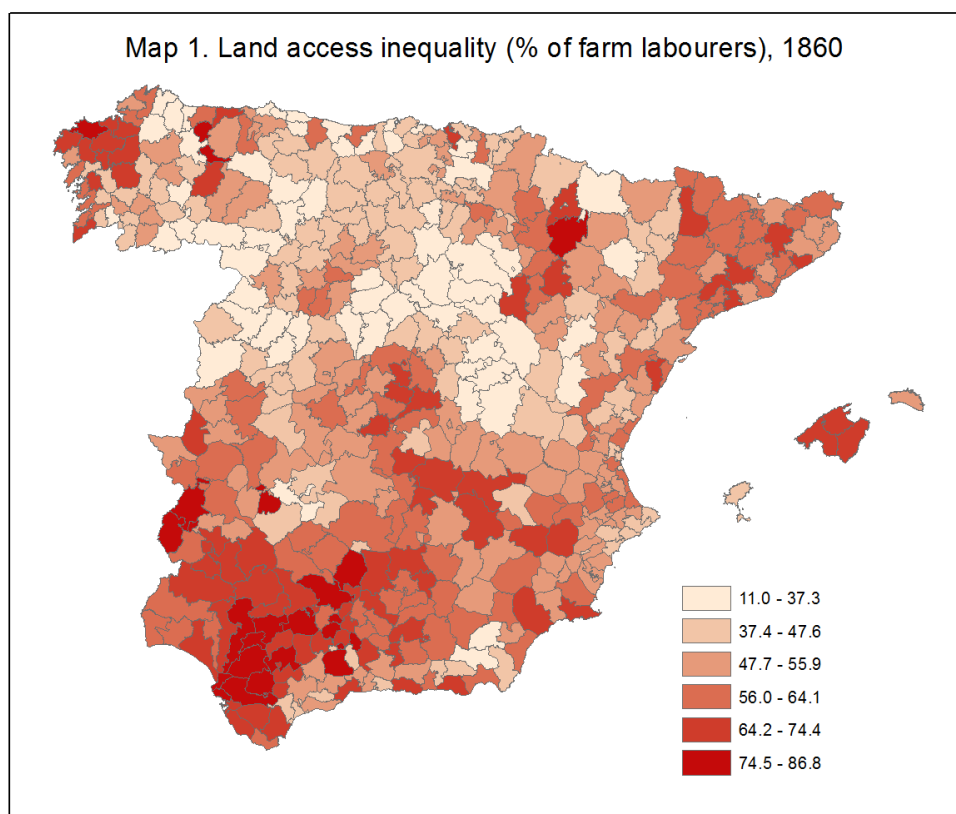 Map 1. Land access inequality (% of farm labourers), 1860
11.0 - 37.3
37.4 - 47.6
47.7 - 55.9
56.0 - 64.1
64.2 - 74.4
74.5 - 86.8